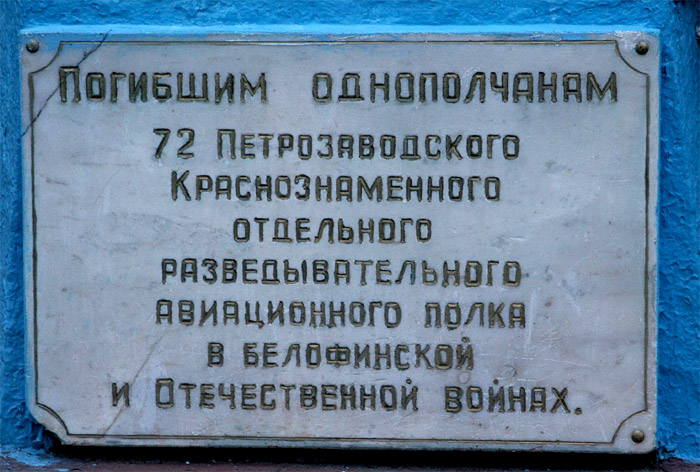 Погибшим однополчанам
72 Петрозаводского
Краснознаменного
отдельного
разведывательного
авиационного полка
в белофинской
и Отечественной войнах.